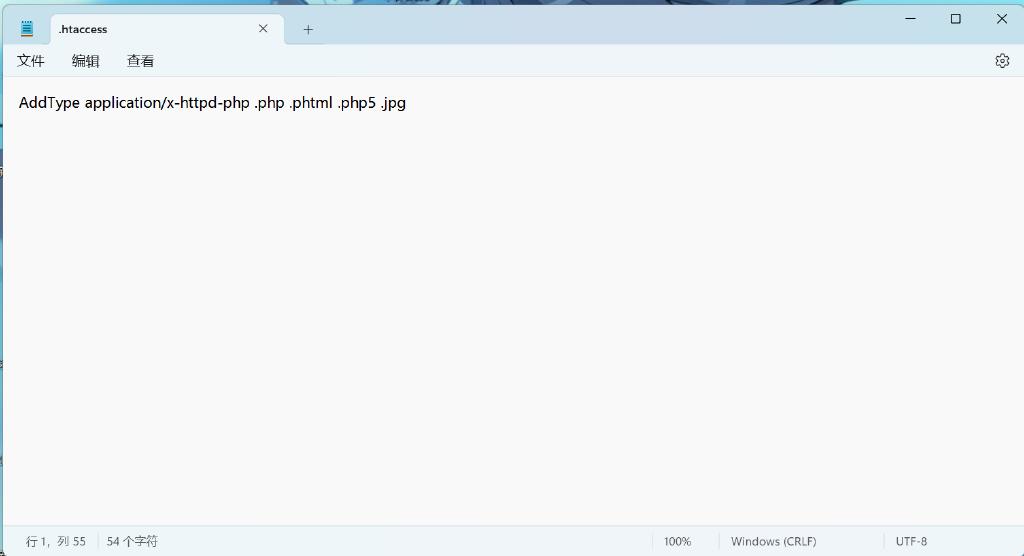 .htaccess
文件 编辑 查看
AddType application/x-httpd-php .php .phtml .php5 .jpg
行 1，列 55 54 个字符 100% Windows (CRLF) UTF-8